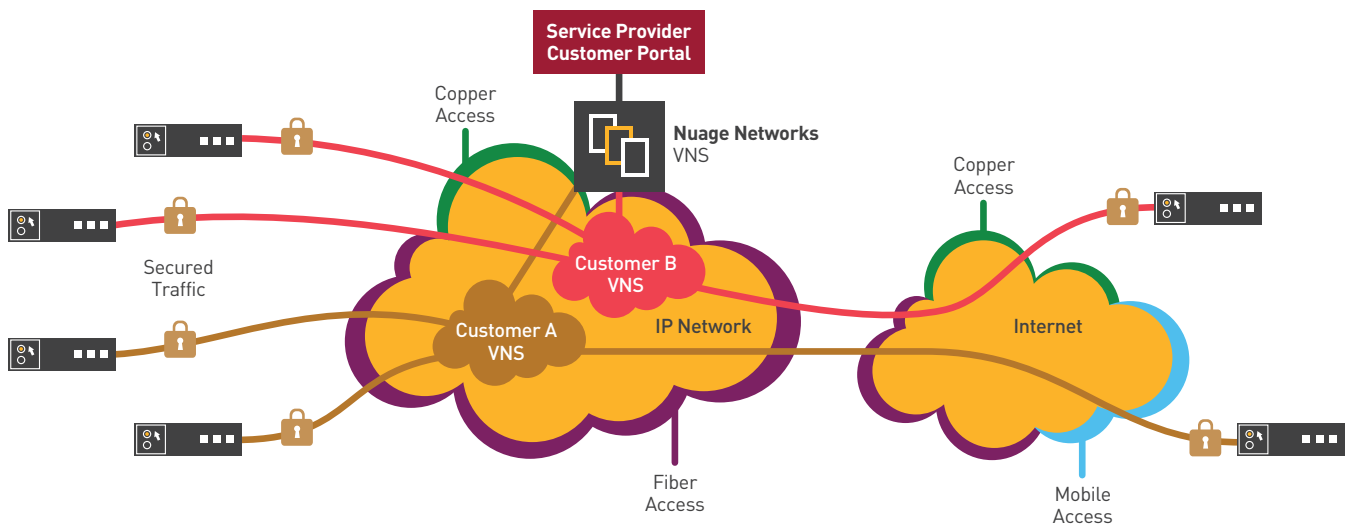 Service Provider
Customer Portal
Copper
Access
Nuage Networks
VNS
Copper
Access
Secured
Traffic
Customer B
VNS
Customer A
VNS
IP Network
Internet
Fiber
Access
Mobile
Access